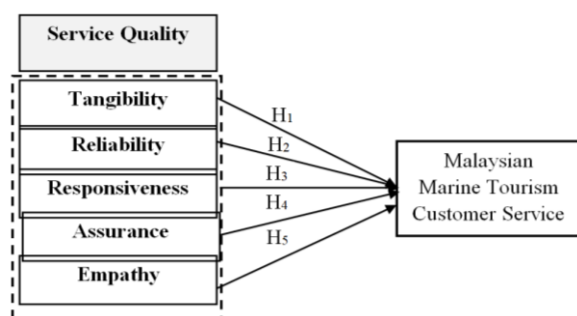 Service Quality
Tangibility
Reliability
Responsiveness
Assurance
Empathy
H1
H2
H3
H4
H5
Malaysian
Marine Tourism
Customer Service